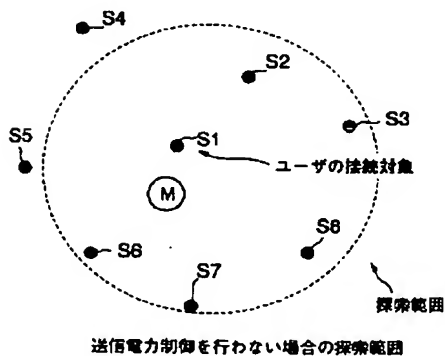 S4
S2
S3
S5
S1
ユーザの接続対象
M
S6
S8
S7
探索範囲
送信電力制御を行わない場合の探索範囲